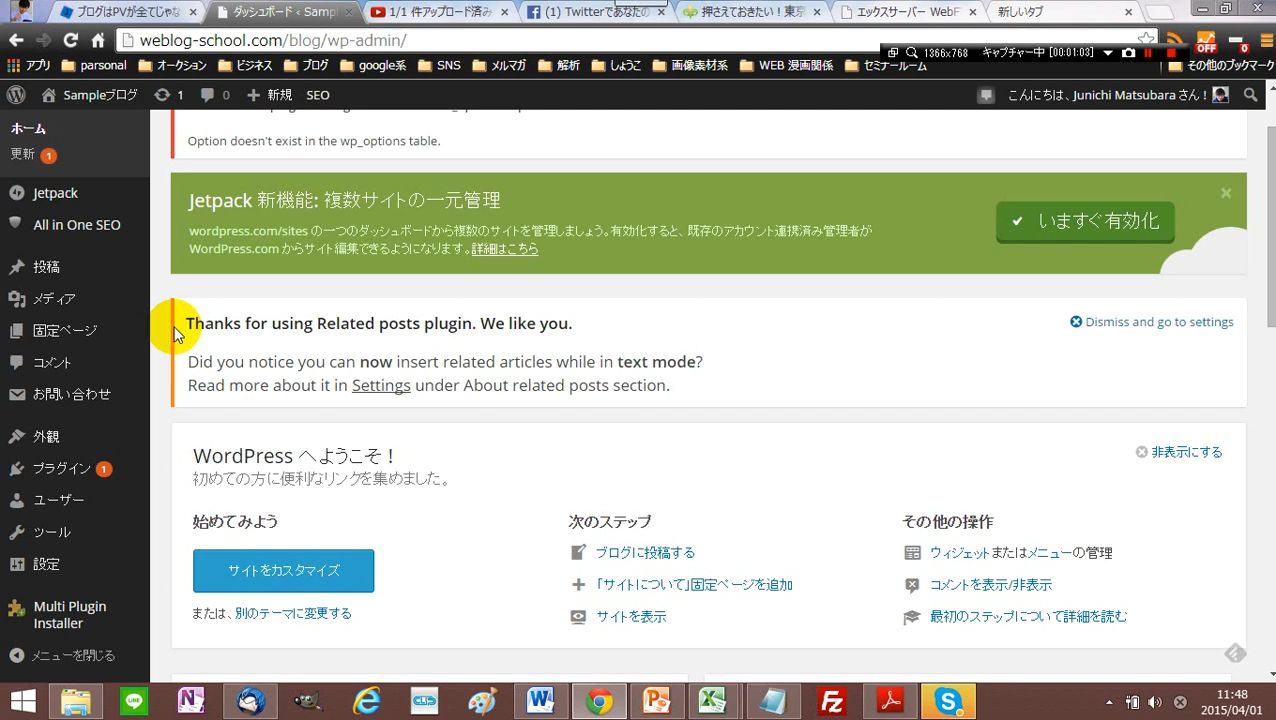 ブログはPVが全てじゃな
ダッシュボード ‹ Sampl
1/1 件アップロード済み
(1) Twitterであなたの
押さえておきたい！東京
エックスサーバー WebF
新しいタブ
weblog-school.com/blog/wp-admin/
1366x768 キャプチャー中 [00:01:03]
OFF
0
アプリ parsonal オークション ビジネス ブログ google系 SNS メルマガ 解析 しょうこ 画像素材系 WEB 漫画関係 セミナールーム その他のブックマーク
Sampleブログ 1 0 新規 SEO こんにちは、Junichi Matsubara さん！
ホーム
更新 1
Jetpack
All in One SEO
投稿
メディア
固定ページ
コメント
お問い合わせ
外観
プラグイン 1
ユーザー
ツール
設定
Multi Plugin
Installer
メニューを閉じる
Option doesn't exist in the wp_options table.
Jetpack 新機能: 複数サイトの一元管理
wordpress.com/sites の一つのダッシュボードから複数のサイトを管理しましょう。有効化すると、既存のアカウント連携済み管理者が
WordPress.com からサイト編集できるようになります。詳細はこちら
いますぐ有効化
Thanks for using Related posts plugin. We like you.
Dismiss and go to settings
Did you notice you can now insert related articles while in text mode?
Read more about it in Settings under About related posts section.
WordPress へようこそ！
非表示にする
初めての方に便利なリンクを集めました。
始めてみよう
サイトをカスタマイズ
または、別のテーマに変更する
次のステップ
ブログに投稿する
「サイトについて」固定ページを追加
サイトを表示
その他の操作
ウィジェットまたはメニューの管理
コメントを表示/非表示
最初のステップについて詳細を読む
11:48
2015/04/01